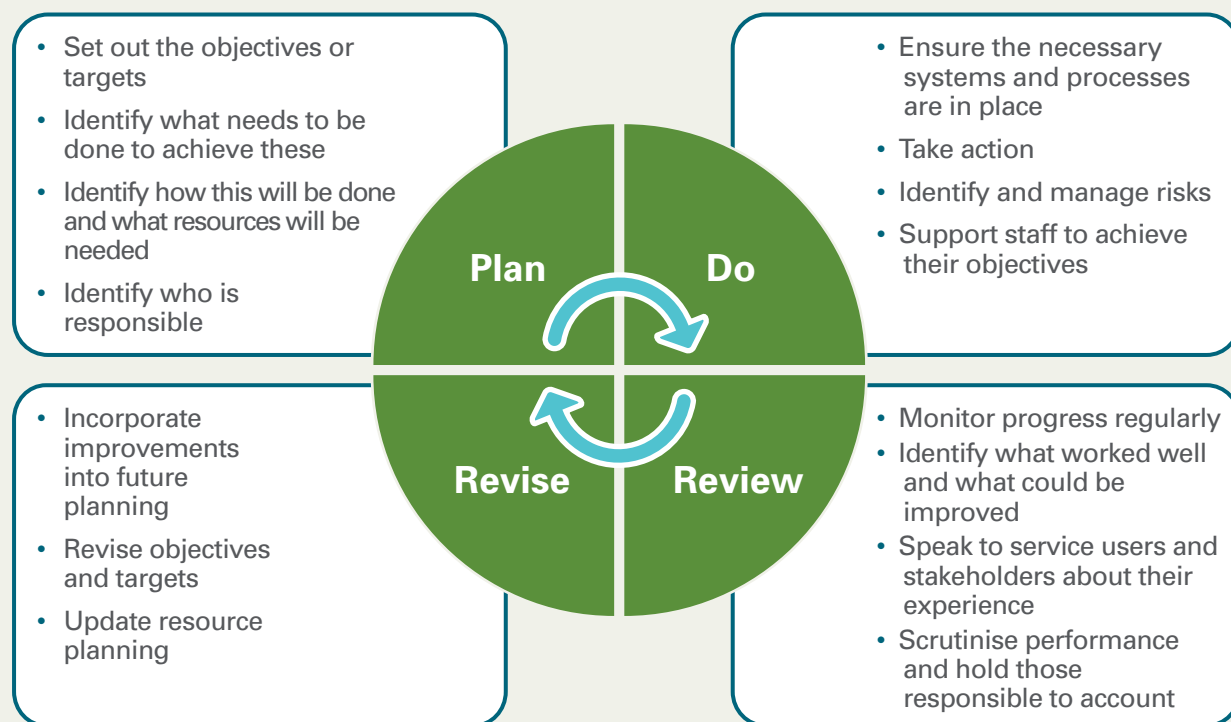 • Set out the objectives or
targets
• Identify what needs to be
done to achieve these
• Identify how this will be done
and what resources will be
needed
• Identify who is
responsible
• Ensure the necessary
systems and processes
are in place
• Take action
• Identify and manage risks
• Support staff to achieve
their objectives
Plan
Do
Revise
Review
• Incorporate
improvements
into future
planning
• Revise objectives
and targets
• Update resource
planning
• Monitor progress regularly
• Identify what worked well
and what could be
improved
• Speak to service users and
stakeholders about their
experience
• Scrutinise performance
and hold those
responsible to account